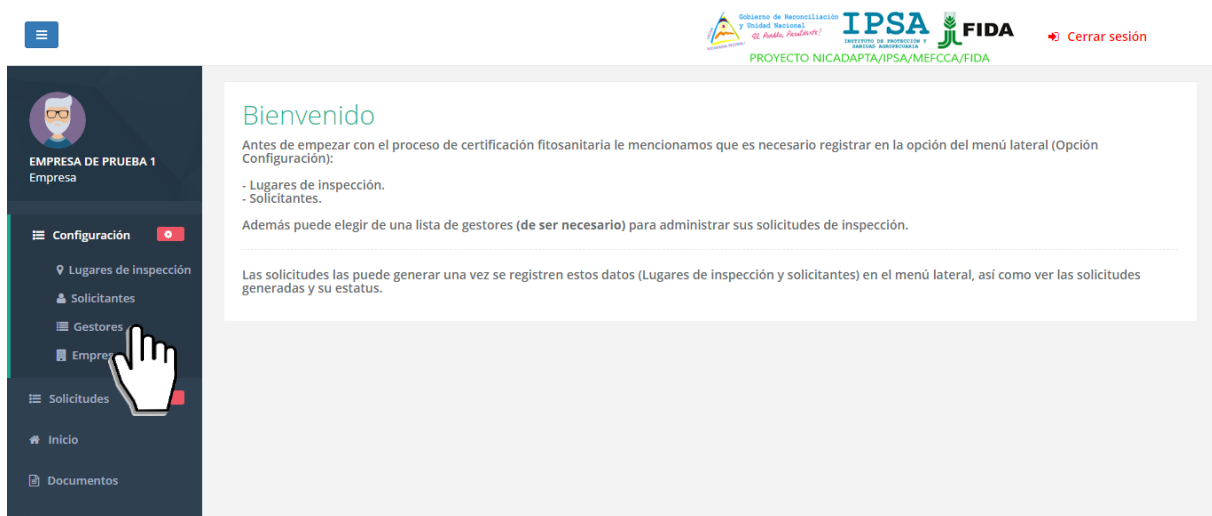 Gobierno de Reconciliación
y Unidad Nacional
El Pueblo, Presidente!
IPSA
INSTITUTO DE PROTECCIÓN Y
SANIDAD AGROPECUARIA
FIDA
PROYECTO NICADAPTA/IPSA/MEFCCA/FIDA
Cerrar sesión
EMPRESA DE PRUEBA 1
Empresa
Configuración
Lugares de inspección
Solicitantes
Gestores
Empres
Solicitudes
Inicio
Documentos
Bienvenido
Antes de empezar con el proceso de certificación fitosanitaria le mencionamos que es necesario registrar en la opción del menú lateral (Opción
Configuración):
- Lugares de inspección.
- Solicitantes.
Además puede elegir de una lista de gestores (de ser necesario) para administrar sus solicitudes de inspección.
Las solicitudes las puede generar una vez se registren estos datos (Lugares de inspección y solicitantes) en el menú lateral, así como ver las solicitudes
generadas y su estatus.